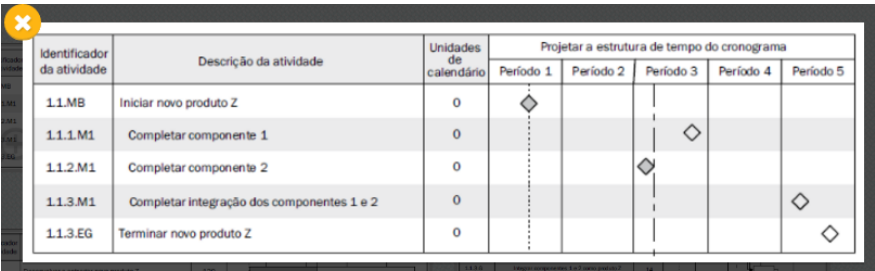 Identificador da atividade Descrição da atividade Unidades de calendário Projetar a estrutura de tempo do cronograma
Período 1 Período 2 Período 3 Período 4 Período 5
1.1.MB Iniciar novo produto Z 0
1.1.1.M1 Completar componente 1 0
1.1.2.M1 Completar componente 2 0
1.1.3.M1 Completar integração dos componentes 1 e 2 0
1.1.3.EG Terminar novo produto Z 0